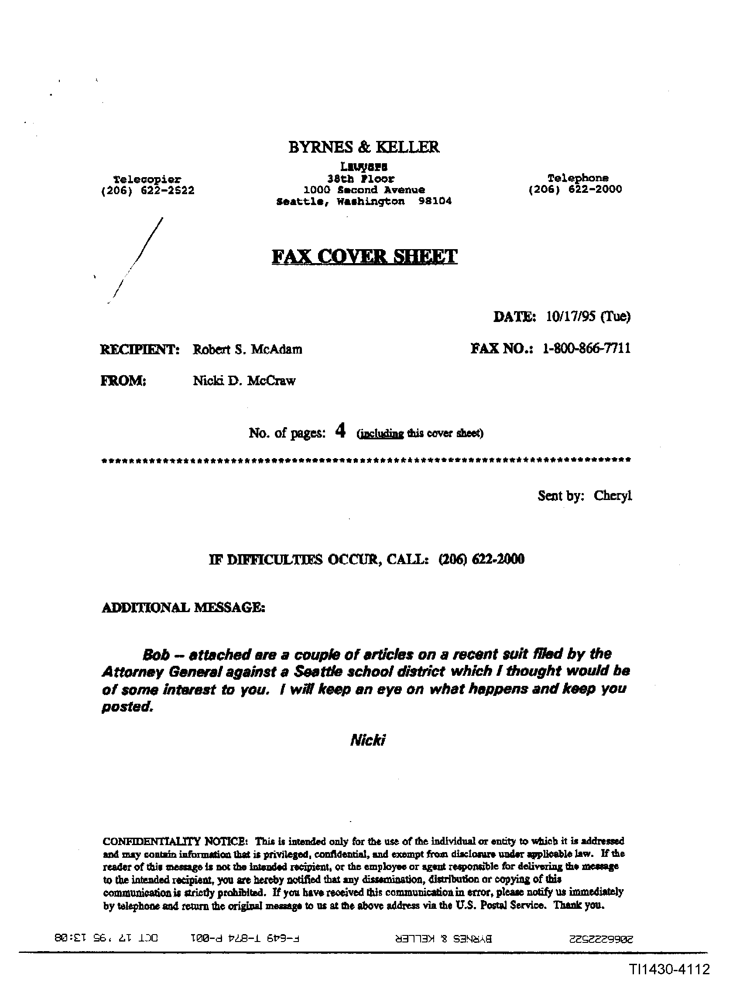 BYRNES & KELLER
Lawyers
38th Floor
1000 Second Avenue
Seattle, Washington 98104
Telecopier
(206) 622-2522
Telephone
(206) 622-2000
FAX COVER SHEET
DATE: 10/17/95 (Tue)
RECIPIENT: Robert S. McAdam
FAX NO.: 1-800-866-7711
FROM: Nicki D. McCraw
No. of pages: 4 (including this cover sheet)
*******************************************************************************
Sent by: Cheryl
IF DIFFICULTIES OCCUR, CALL: (206) 622-2000
ADDITIONAL MESSAGE:
Bob -- attached are a couple of articles on a recent suit filed by the
Attorney General against a Seattle school district which I thought would be
of some interest to you. I will keep an eye on what happens and keep you
posted.
Nicki
CONFIDENTIALITY NOTICE: This is intended only for the use of the individual or entity to which it is addressed
and may contain information that is privileged, confidential, and exempt from disclosure under applicable law. If the
reader of this message is not the intended recipient, or the employee or agent responsible for delivering the message
to the intended recipient, you are hereby notified that any dissemination, distribution or copying of this
communication is strictly prohibited. If you have received this communication in error, please notify us immediately
by telephone and return the original message to us at the above address via the U.S. Postal Service. Thank you.
2066222522 BYRNES & KELLER F-649 T-874 P-001 OCT 17 '95 13:08
TI1430-4112